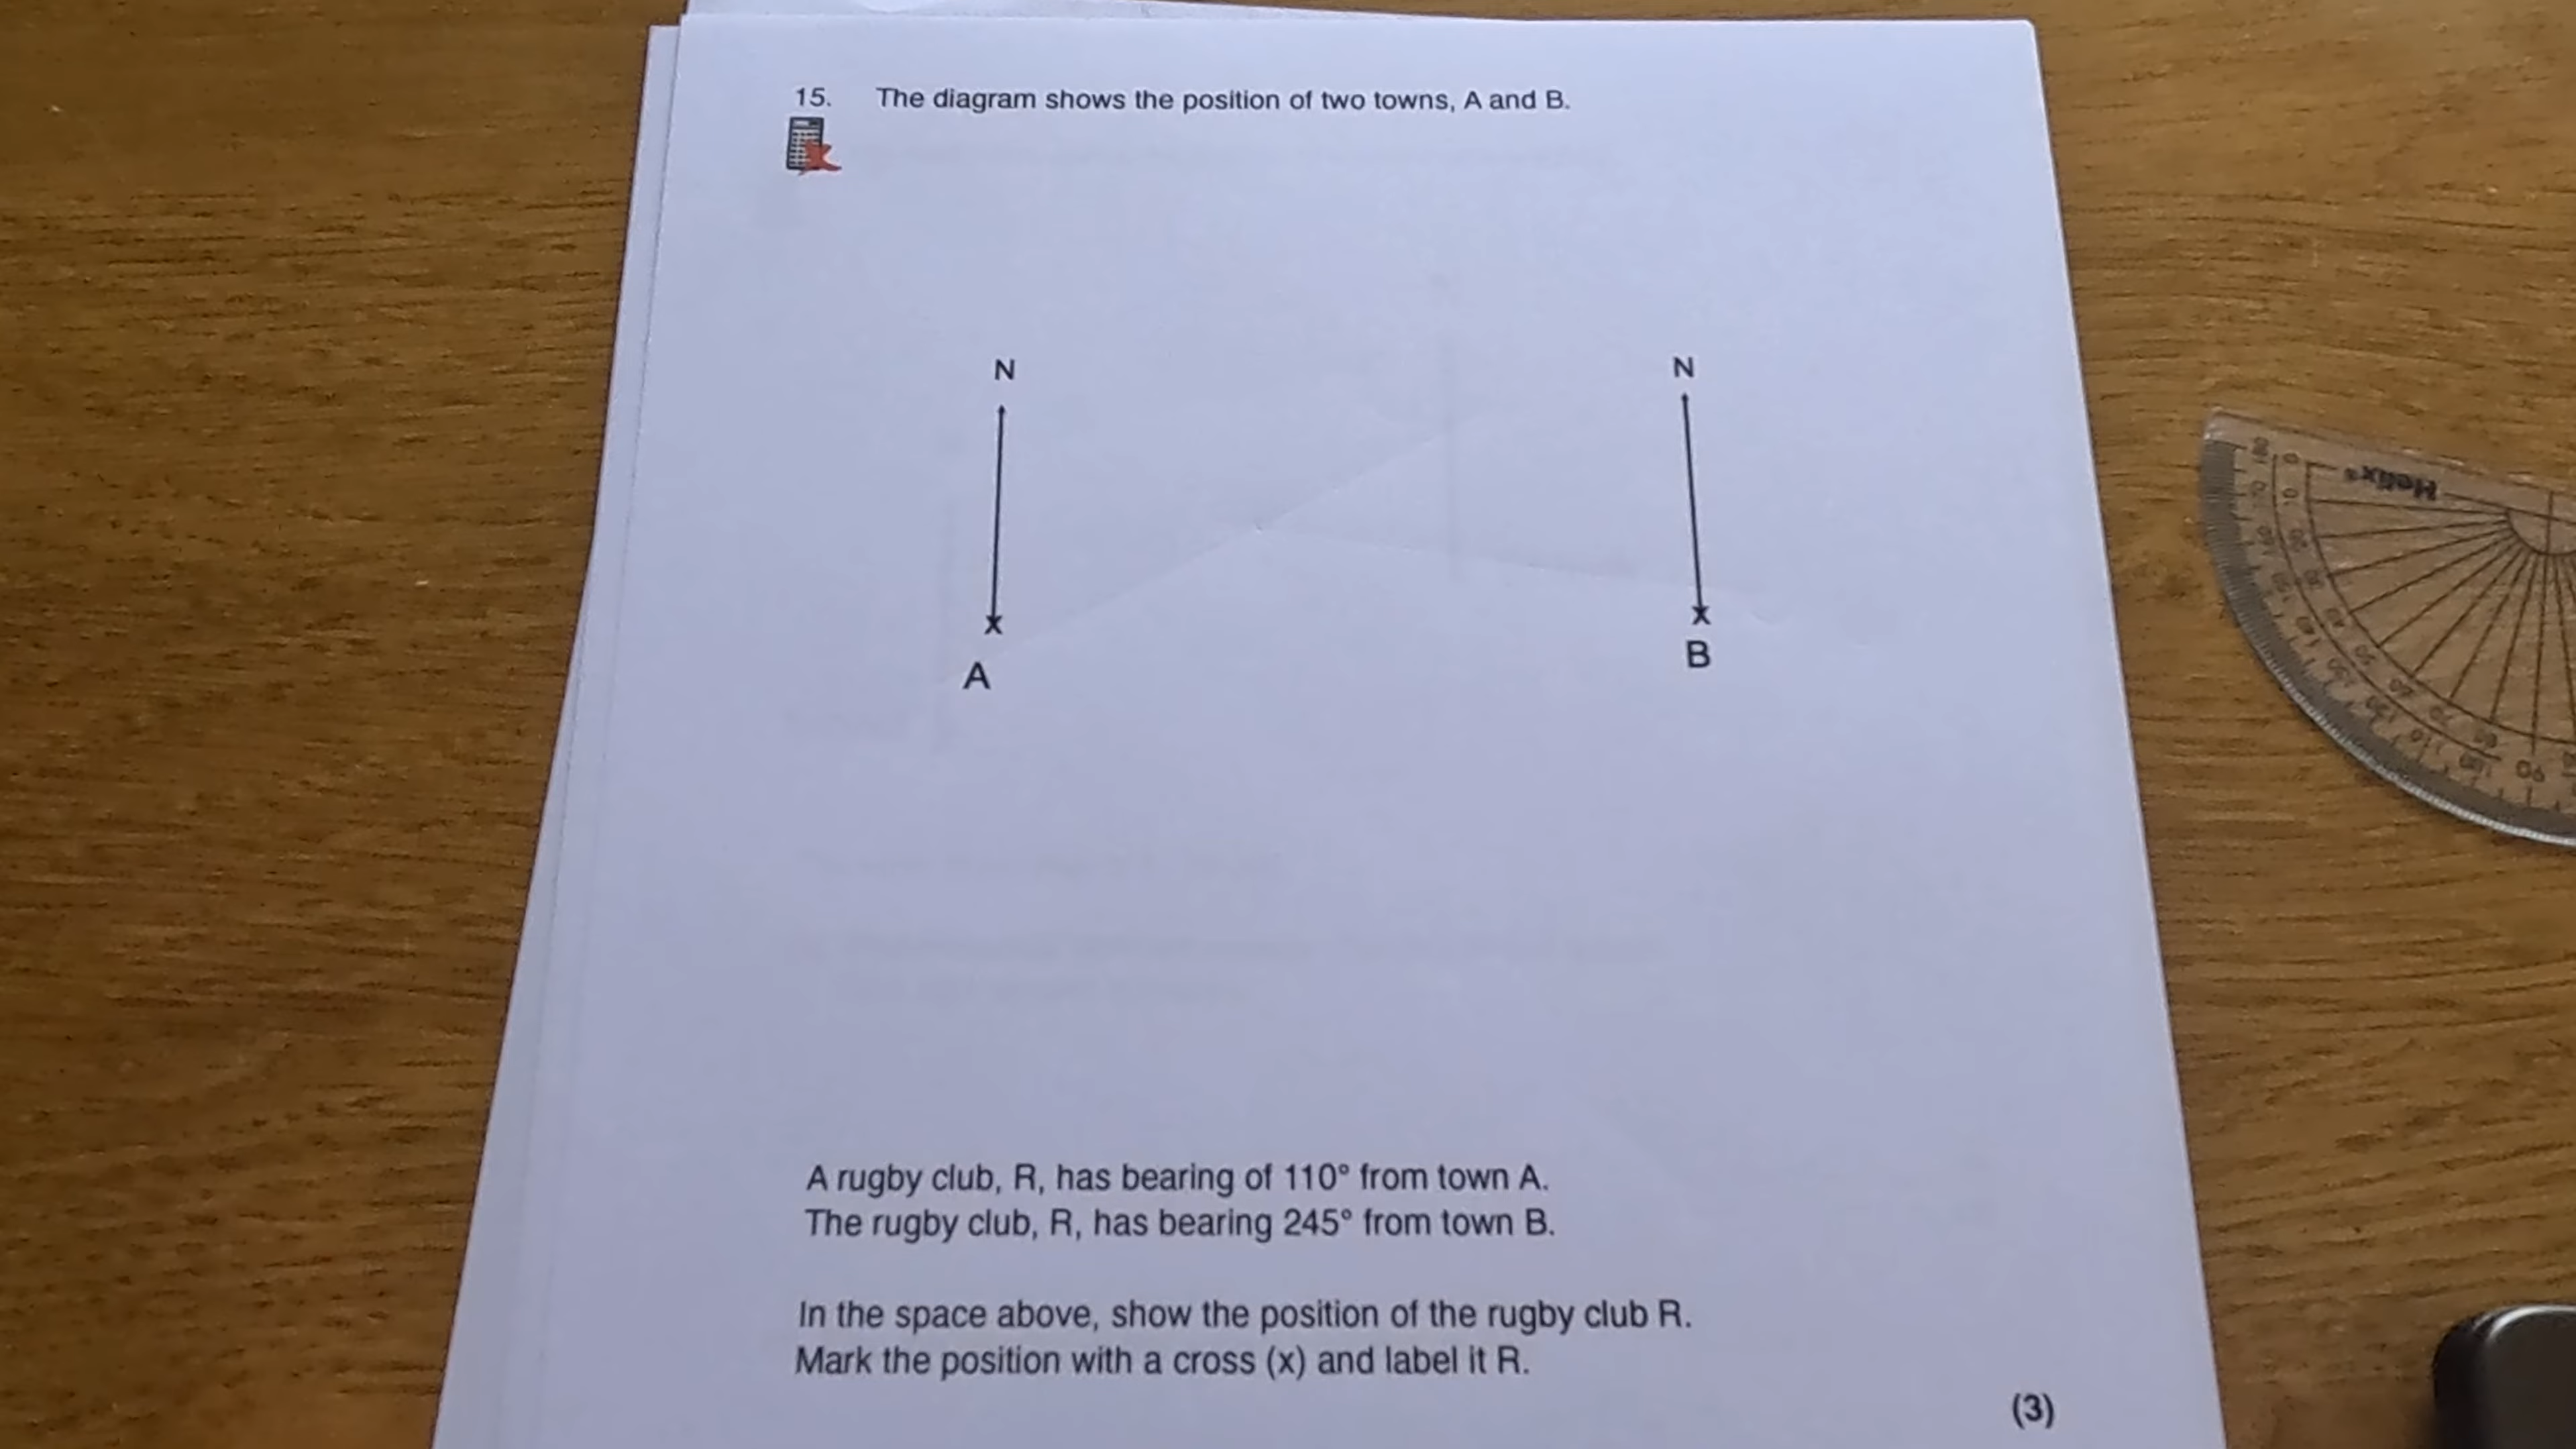 15. The diagram shows the position of two towns, A and B.
N N
A B
Helix
A rugby club, R, has bearing of 110° from town A.
The rugby club, R, has bearing 245° from town B.
In the space above, show the position of the rugby club R.
Mark the position with a cross (x) and label it R.
(3)